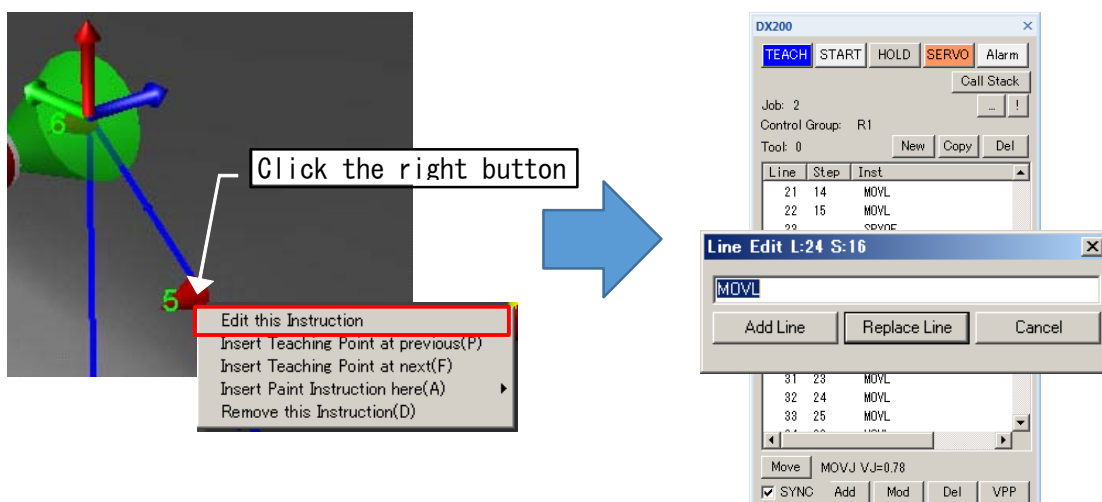 6
Click the right button
5
Edit this Instruction
Insert Teaching Point at previous(P)
Insert Teaching Point at next(F)
Insert Paint Instruction here(A)
Remove this Instruction(D)
DX200
TEACH START HOLD SERVO Alarm
Call Stack
Job: 2 ... !
Control Group: R1
Tool: 0 New Copy Del
Line Step Inst
21 14 MOVL
22 15 MOVL
23
Line Edit L:24 S:16
MOVL
Add Line Replace Line Cancel
31 23 MOVL
32 24 MOVL
33 25 MOVL
Move MOVJ VJ=0.78
SYNC Add Mod Del VPP